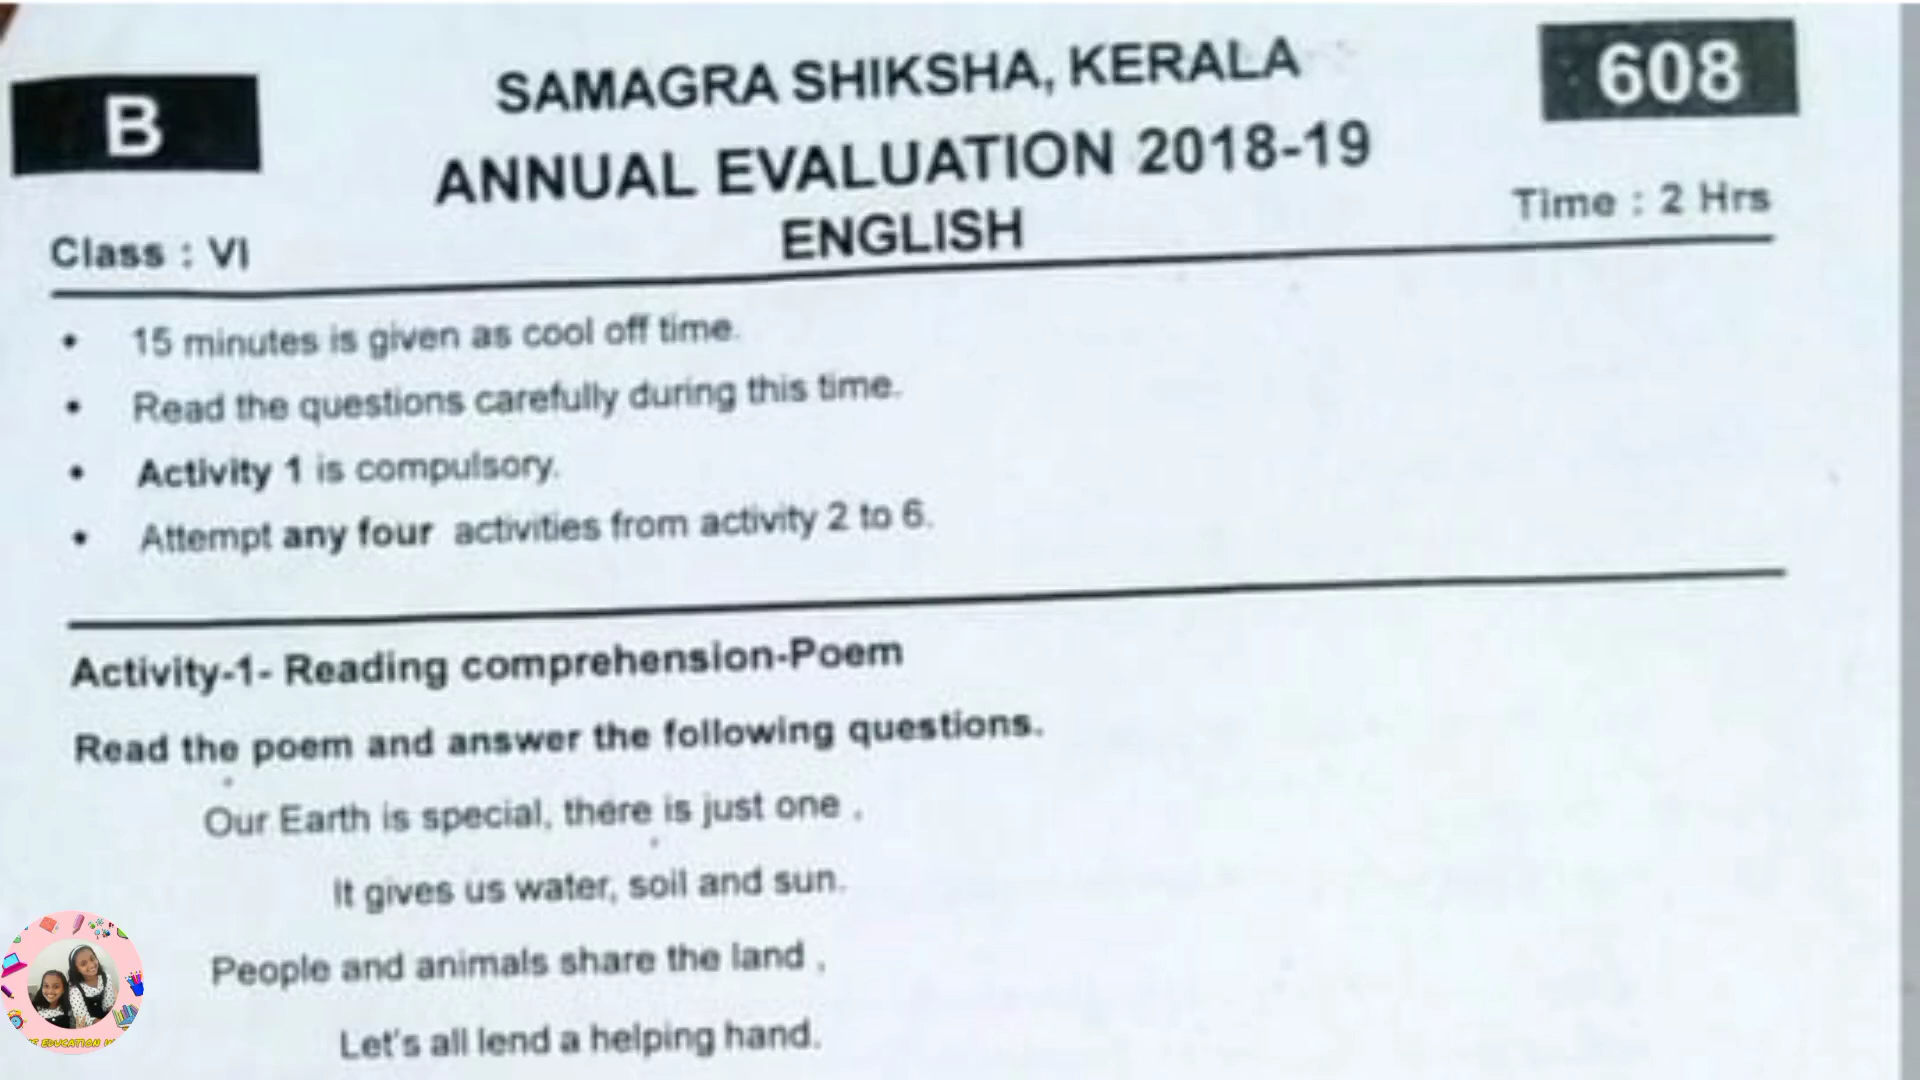 B
SAMAGRA SHIKSHA, KERALA
608
ANNUAL EVALUATION 2018-19
Time : 2 Hrs
Class : VI
ENGLISH
• 15 minutes is given as cool off time.
• Read the questions carefully during this time.
• Activity 1 is compulsory.
• Attempt any four activities from activity 2 to 6.
Activity-1- Reading comprehension-Poem
Read the poem and answer the following questions.
Our Earth is special, there is just one ,
It gives us water, soil and sun.
People and animals share the land ,
Let's all lend a helping hand.
EDUCATION